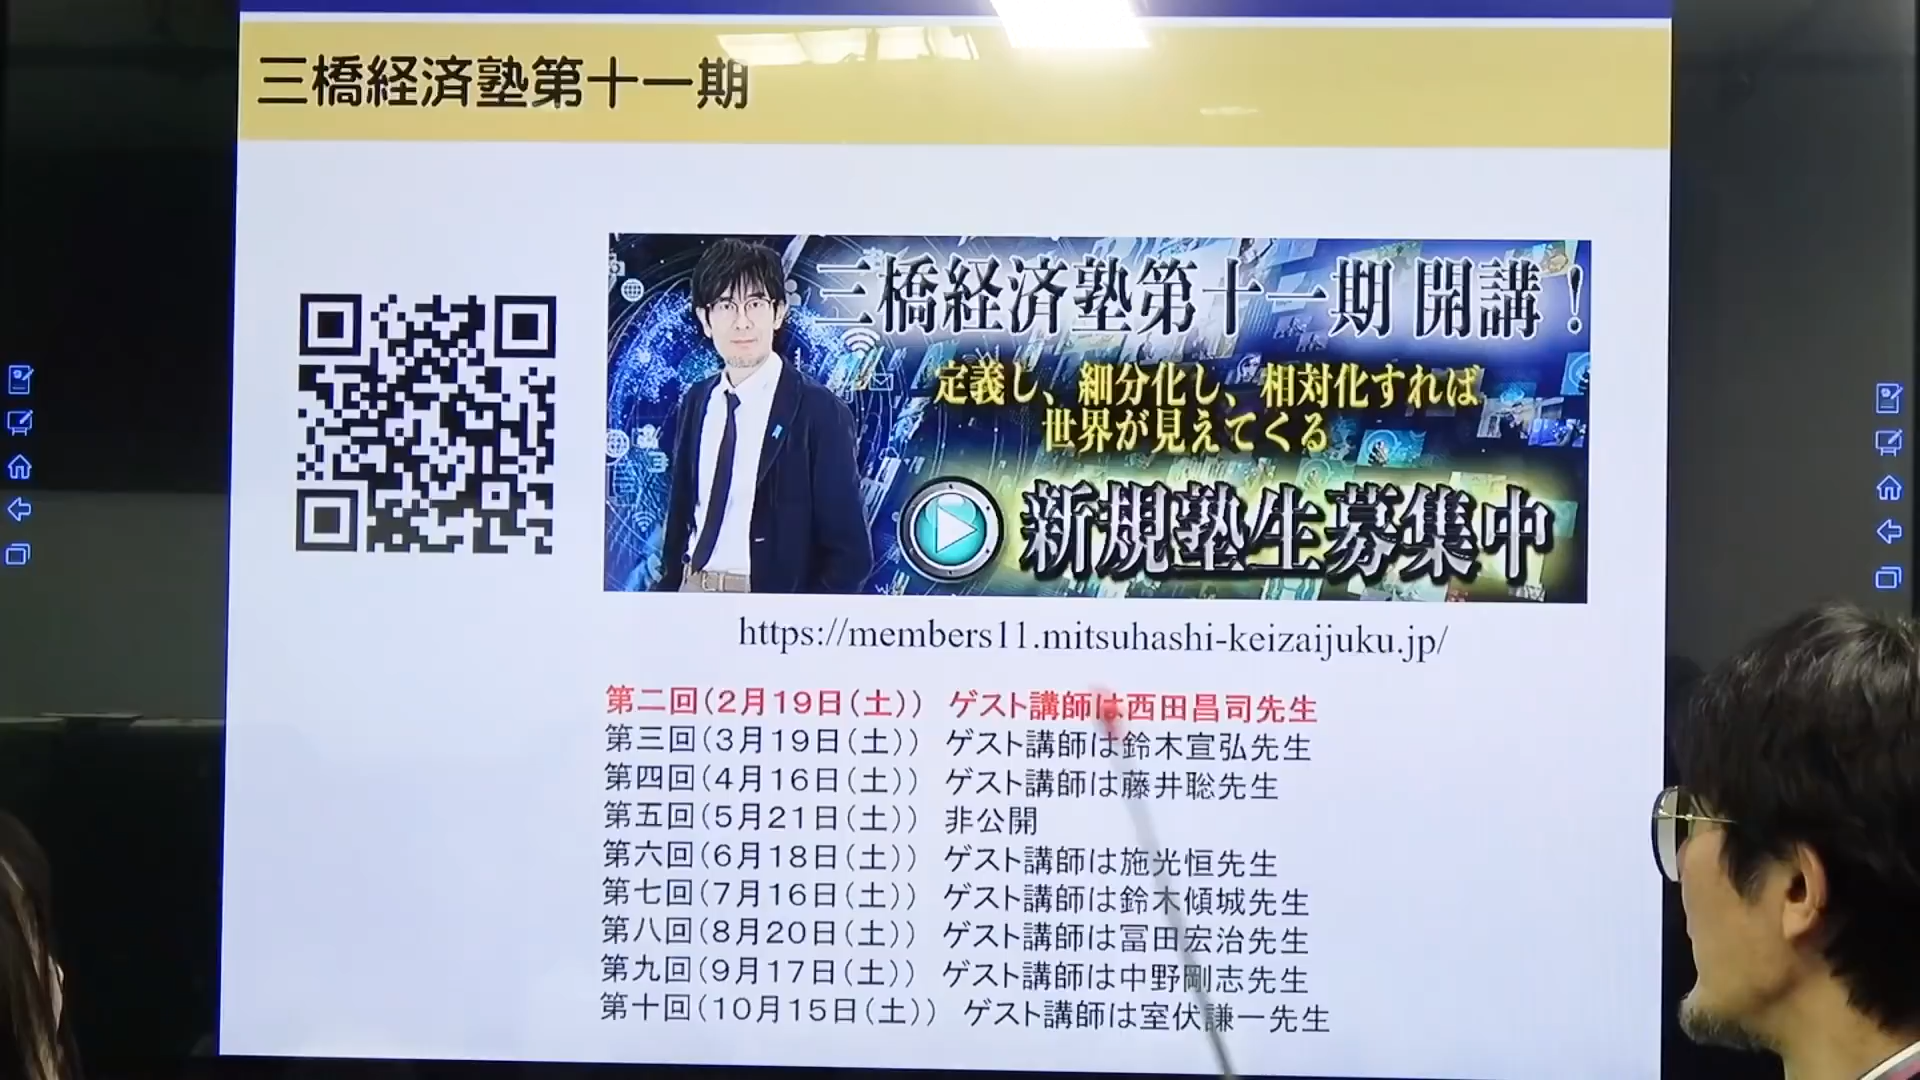 三橋経済塾第十一期
三橋経済塾第十一期 開講！
定義し、細分化し、相対化すれば
世界が見えてくる
新規塾生募集中
https://members11.mitsuhashi-keizaijuku.jp/
第二回（２月１９日（土）） ゲスト講師は西田昌司先生
第三回（３月１９日（土）） ゲスト講師は鈴木宣弘先生
第四回（４月１６日（土）） ゲスト講師は藤井聡先生
第五回（５月２１日（土）） 非公開
第六回（６月１８日（土）） ゲスト講師は施光恒先生
第七回（７月１６日（土）） ゲスト講師は鈴木傾城先生
第八回（８月２０日（土）） ゲスト講師は冨田宏治先生
第九回（９月１７日（土）） ゲスト講師は中野剛志先生
第十回（１０月１５日（土）） ゲスト講師は室伏謙一先生